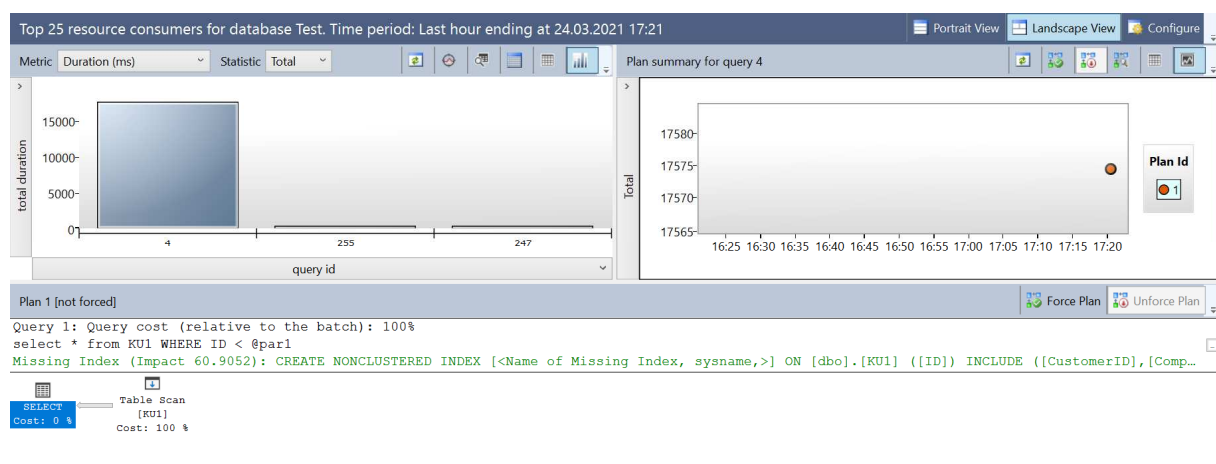 Top 25 resource consumers for database Test. Time period: Last hour ending at 24.03.2021 17:21
Portrait View Landscape View Configure
Metric Duration (ms) Statistic Total
Plan summary for query 4
total duration
15000
10000
5000
0
4 255 247
query id
Total
17580
17575
17570
17565
16:25 16:30 16:35 16:40 16:45 16:50 16:55 17:00 17:05 17:10 17:15 17:20
Plan Id
1
Plan 1 [not forced]
Force Plan Unforce Plan
Query 1: Query cost (relative to the batch): 100%
select * from KU1 WHERE ID < @par1
Missing Index (Impact 60.9052): CREATE NONCLUSTERED INDEX [<Name of Missing Index, sysname,>] ON [dbo].[KU1] ([ID]) INCLUDE ([CustomerID],[Comp...
SELECT
Cost: 0 %
Table Scan
[KU1]
Cost: 100 %